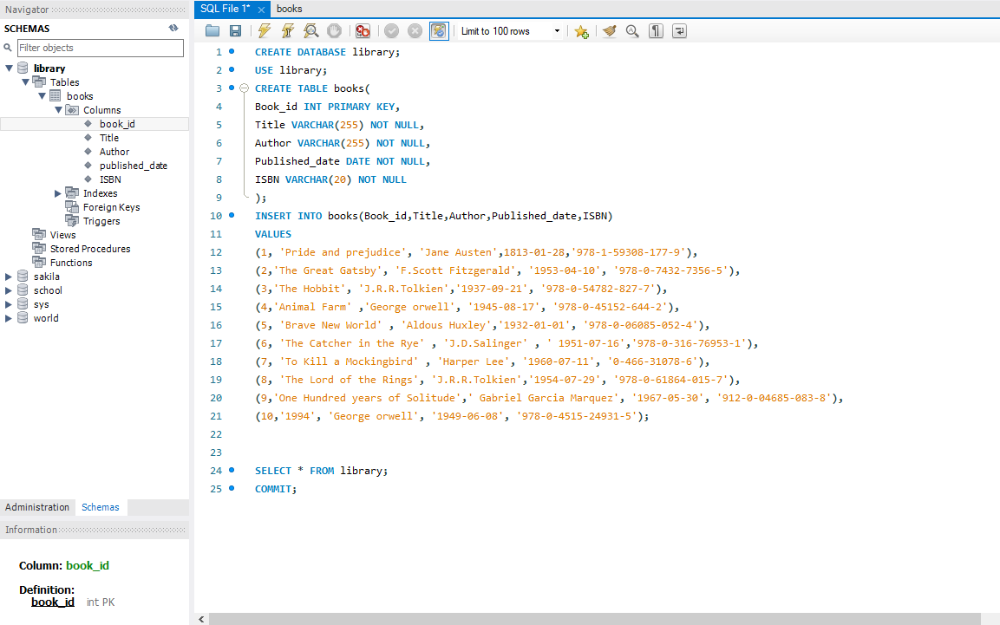 Navigator
SCHEMAS
Filter objects
library
Tables
books
Columns
book_id
Title
Author
published_date
ISBN
Indexes
Foreign Keys
Triggers
Views
Stored Procedures
Functions
sakila
school
sys
world
Administration Schemas
Information
Column: book_id
Definition:
book_id int PK
SQL File 1* × books
Limit to 100 rows
1 CREATE DATABASE library;
2 USE library;
3 CREATE TABLE books(
4 Book_id INT PRIMARY KEY,
5 Title VARCHAR(255) NOT NULL,
6 Author VARCHAR(255) NOT NULL,
7 Published_date DATE NOT NULL,
8 ISBN VARCHAR(20) NOT NULL
9 );
10 INSERT INTO books(Book_id,Title,Author,Published_date,ISBN)
11 VALUES
12 (1, 'Pride and prejudice', 'Jane Austen',1813-01-28,'978-1-59308-177-9'),
13 (2,'The Great Gatsby', 'F.Scott Fitzgerald', '1953-04-10', '978-0-7432-7356-5'),
14 (3,'The Hobbit', 'J.R.R.Tolkien','1937-09-21', '978-0-54782-827-7'),
15 (4,'Animal Farm' ,'George orwell', '1945-08-17', '978-0-45152-644-2'),
16 (5, 'Brave New World' , 'Aldous Huxley','1932-01-01', '978-0-06085-052-4'),
17 (6, 'The Catcher in the Rye' , 'J.D.Salinger' , ' 1951-07-16','978-0-316-76953-1'),
18 (7, 'To Kill a Mockingbird' , 'Harper Lee', '1960-07-11', '0-466-31078-6'),
19 (8, 'The Lord of the Rings', 'J.R.R.Tolkien','1954-07-29', '978-0-61864-015-7'),
20 (9,'One Hundred years of Solitude',' Gabriel Garcia Marquez', '1967-05-30', '912-0-04685-083-8'),
21 (10,'1994', 'George orwell', '1949-06-08', '978-0-4515-24931-5');
22
23
24 SELECT * FROM library;
25 COMMIT;